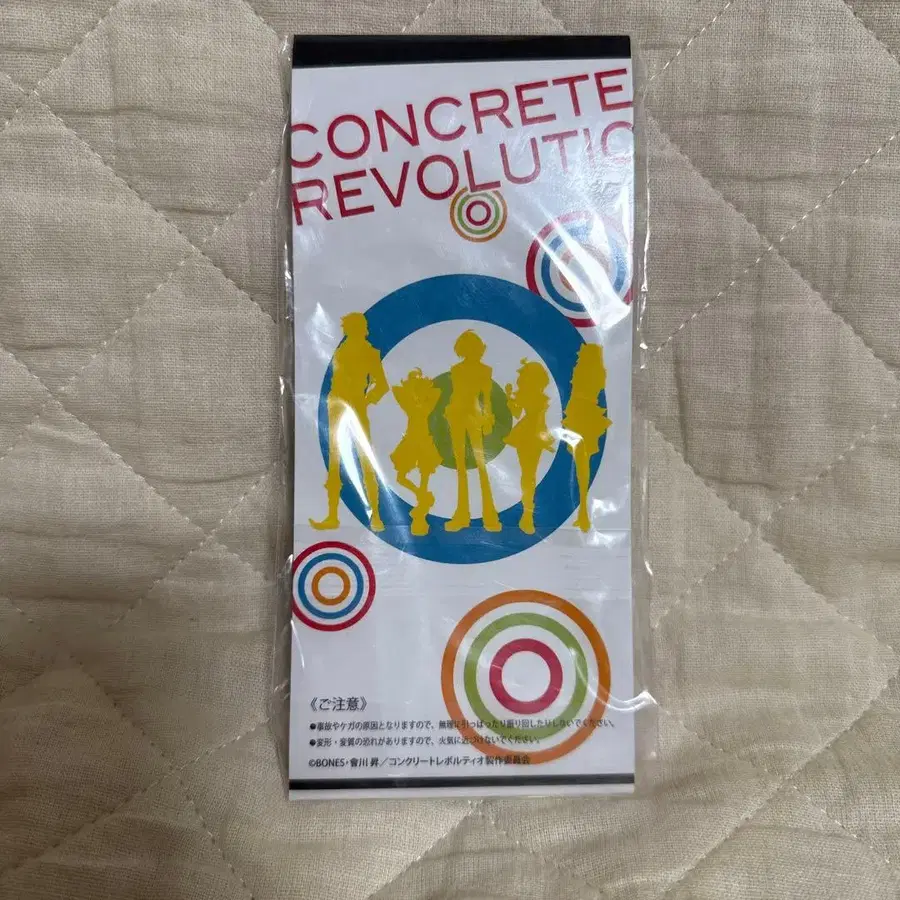 CONCRETE
REVOLUTIO
《ご注意》
●事故やケガの原因となりますので、無理に引っぱったり振り回したりしないでください。
●変形・変質の恐れがありますので、火気に近づけないでください。
©BONES・會川 昇／コンクリートレボルティオ製作委員会